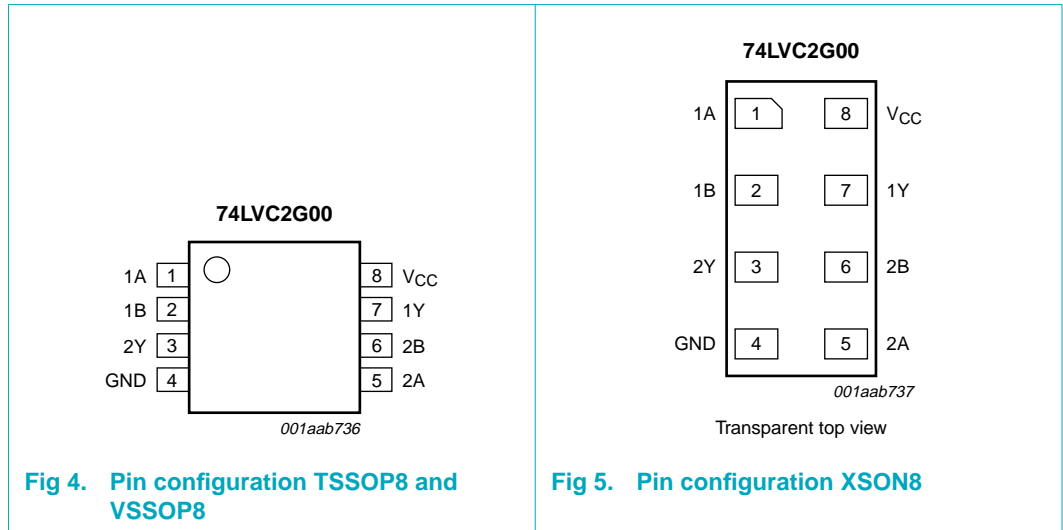 74LVC2G00
1A 1 8 VCC
1B 2 7 1Y
2Y 3 6 2B
GND 4 5 2A
001aab736
Fig 4. Pin configuration TSSOP8 and
VSSOP8
74LVC2G00
1A 1 8 VCC
1B 2 7 1Y
2Y 3 6 2B
GND 4 5 2A
001aab737
Transparent top view
Fig 5. Pin configuration XSON8